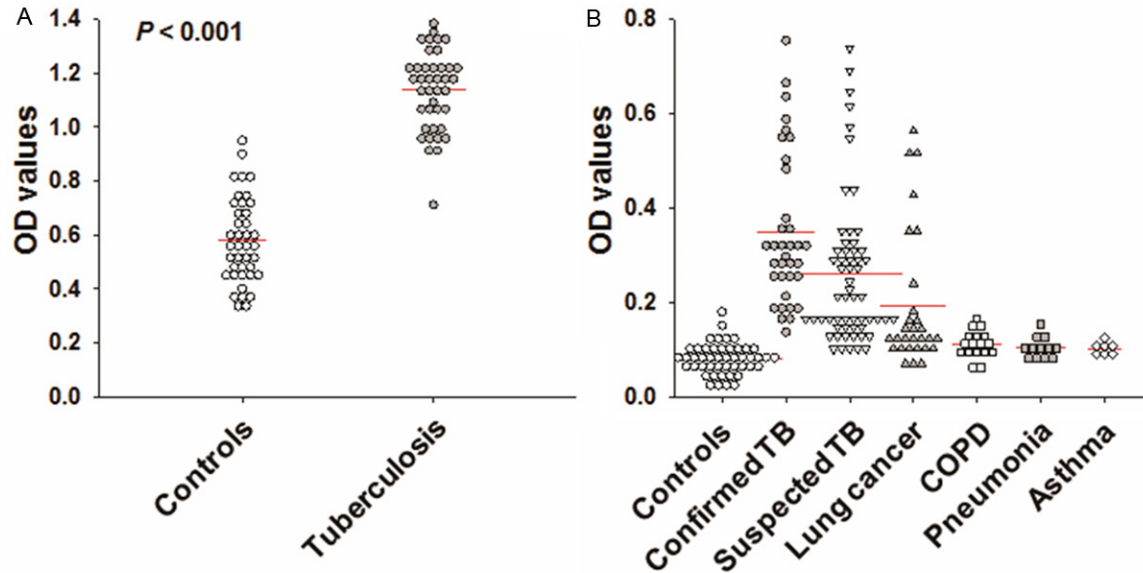 A
P < 0.001
OD values
1.4
1.2
1.0
0.8
0.6
0.4
0.2
0.0
Controls
Tuberculosis
B
OD values
0.8
0.6
0.4
0.2
0.0
Controls
Confirmed TB
Suspected TB
Lung cancer
COPD
Pneumonia
Asthma